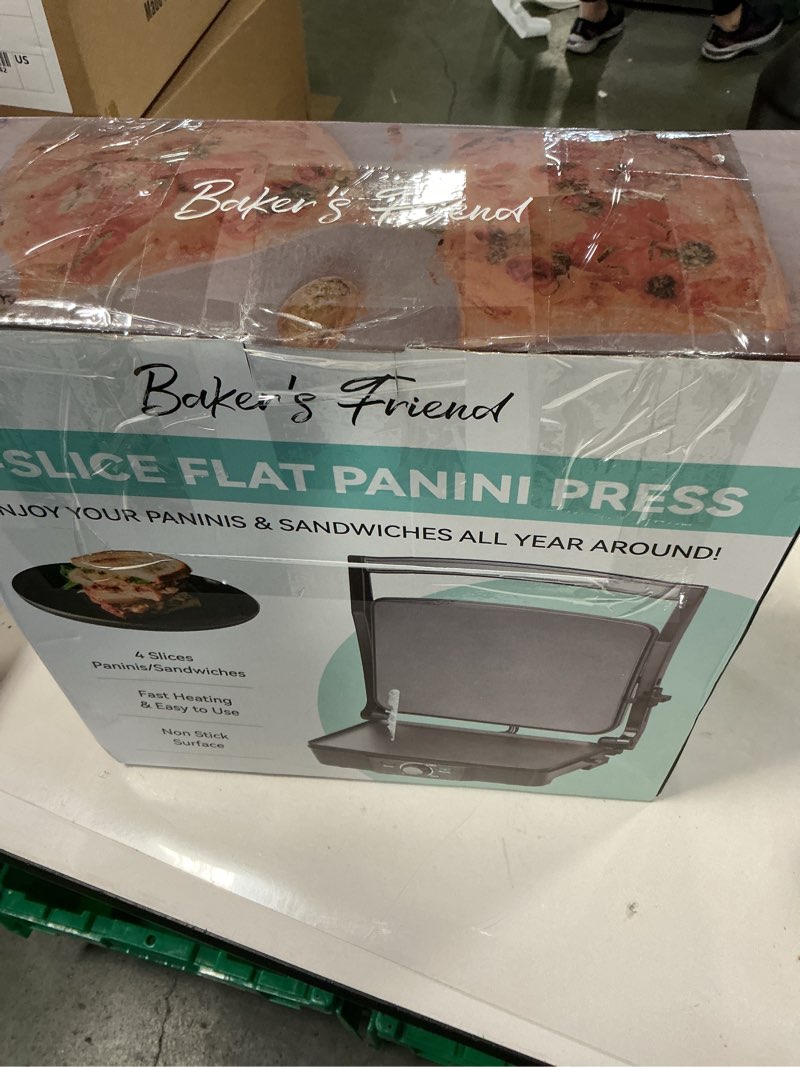 US
Baker's Friend
Baker's Friend
-SLICE FLAT PANINI PRESS
NJOY YOUR PANINIS & SANDWICHES ALL YEAR AROUND!
4 Slices
Paninis/Sandwiches
Fast Heating
& Easy to Use
Non Stick
Surface